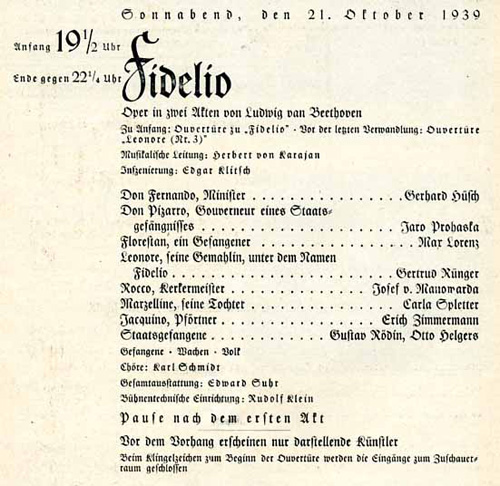 Sonnabend, den 21. Oktober 1939
Anfang 19½ Uhr
Ende gegen 22¼ Uhr
Fidelio
Oper in zwei Akten von Ludwig van Beethoven
Zu Anfang: Ouvertüre zu „Fidelio" · Vor der letzten Verwandlung: Ouvertüre
„Leonore (Nr. 3)"
Musikalische Leitung: Herbert von Karajan
Inszenierung: Edgar Klitsch
Don Fernando, Minister . . . . . . . . . . . . . . . . Gerhard Hüsch
Don Pizarro, Gouverneur eines Staats-
gefängnisses . . . . . . . . . . . . . . . . Jaro Prohaska
Florestan, ein Gefangener . . . . . . . . . . . . . Max Lorenz
Leonore, seine Gemahlin, unter dem Namen
Fidelio . . . . . . . . . . . . . . . . . . . . Gertrud Rünger
Rocco, Kerkermeister . . . . . . . . . . . . Josef v. Manowarda
Marzelline, seine Tochter . . . . . . . . . . . . . Carla Spletter
Jacquino, Pförtner . . . . . . . . . . . . . . Erich Zimmermann
Staatsgefangene . . . . . . . . . . Gustav Rödin, Otto Helgers
Gefangene · Wachen · Volk
Chöre: Karl Schmidt
Gesamtausstattung: Edward Suhr
Bühnentechnische Einrichtung: Rudolf Klein
Pause nach dem ersten Akt
Vor dem Vorhang erscheinen nur darstellende Künstler
Beim Klingelzeichen zum Beginn der Ouvertüre werden die Eingänge zum Zuschauer-
raum geschlossen